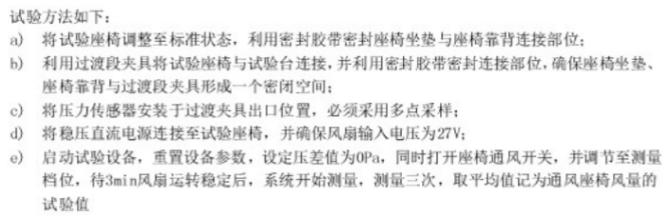 试验方法如下：
a) 将试验座椅调整至标准状态，利用密封胶带密封座椅坐垫与座椅靠背连接部位；
b) 利用过渡段夹具将试验座椅与试验台连接，并利用密封胶带密封连接部位，确保座椅坐垫、
座椅靠背与过渡段夹具形成一个密闭空间；
c) 将压力传感器安装于过渡夹具出口位置，必须采用多点采样；
d) 将稳压直流电源连接至试验座椅，并确保风扇输入电压为27V；
e) 启动试验设备，重置设备参数，设定压差值为0Pa，同时打开座椅通风开关，并调节至测量
档位，待3min风扇运转稳定后，系统开始测量，测量三次，取平均值记为通风座椅风量的
试验值